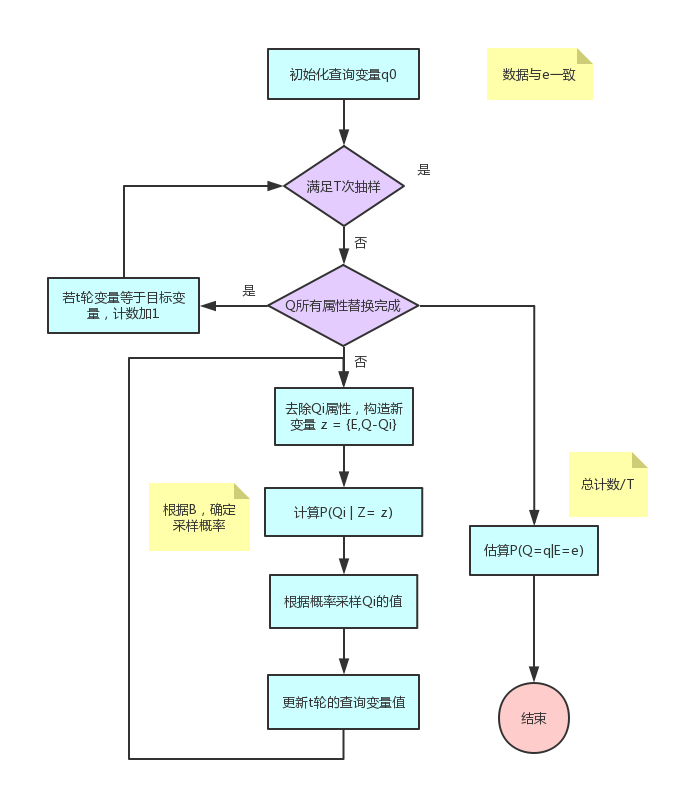 初始化查询变量q0
数据与e一致
满足T次抽样
是
否
Q所有属性替换完成
是
若t轮变量等于目标变
量，计数加1
否
去除Qi属性，构造新
变量 z = {E,Q-Qi}
总计数/T
根据B，确定
采样概率
计算P(Qi | Z= z)
估算P(Q=q|E=e)
根据概率采样Qi的值
更新t轮的查询变量值
结束